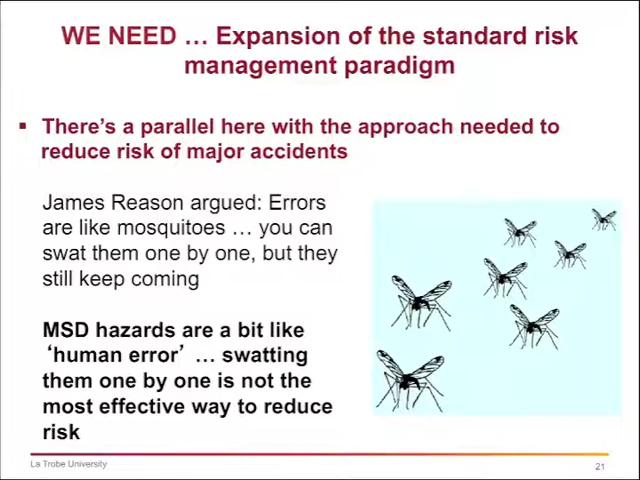 WE NEED … Expansion of the standard risk
management paradigm
▪ There’s a parallel here with the approach needed to
reduce risk of major accidents
James Reason argued: Errors
are like mosquitoes … you can
swat them one by one, but they
still keep coming
MSD hazards are a bit like
‘human error’ … swatting
them one by one is not the
most effective way to reduce
risk
La Trobe University
21